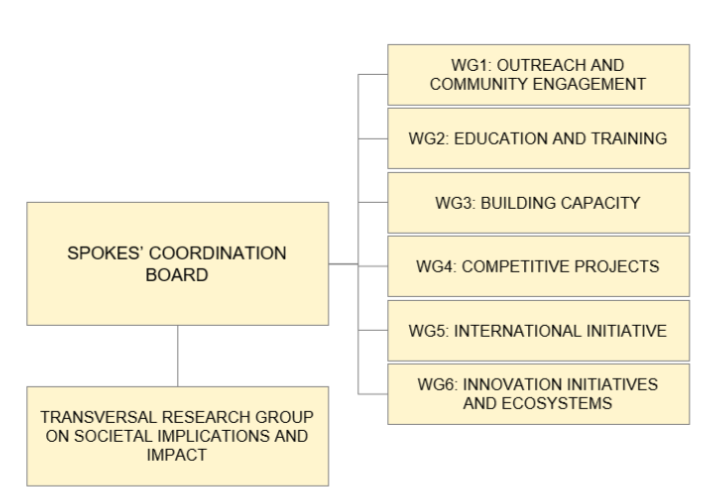 WG1: OUTREACH AND
COMMUNITY ENGAGEMENT
WG2: EDUCATION AND TRAINING
WG3: BUILDING CAPACITY
SPOKES’ COORDINATION
BOARD
WG4: COMPETITIVE PROJECTS
WG5: INTERNATIONAL INITIATIVE
WG6: INNOVATION INITIATIVES
AND ECOSYSTEMS
TRANSVERSAL RESEARCH GROUP
ON SOCIETAL IMPLICATIONS AND
IMPACT